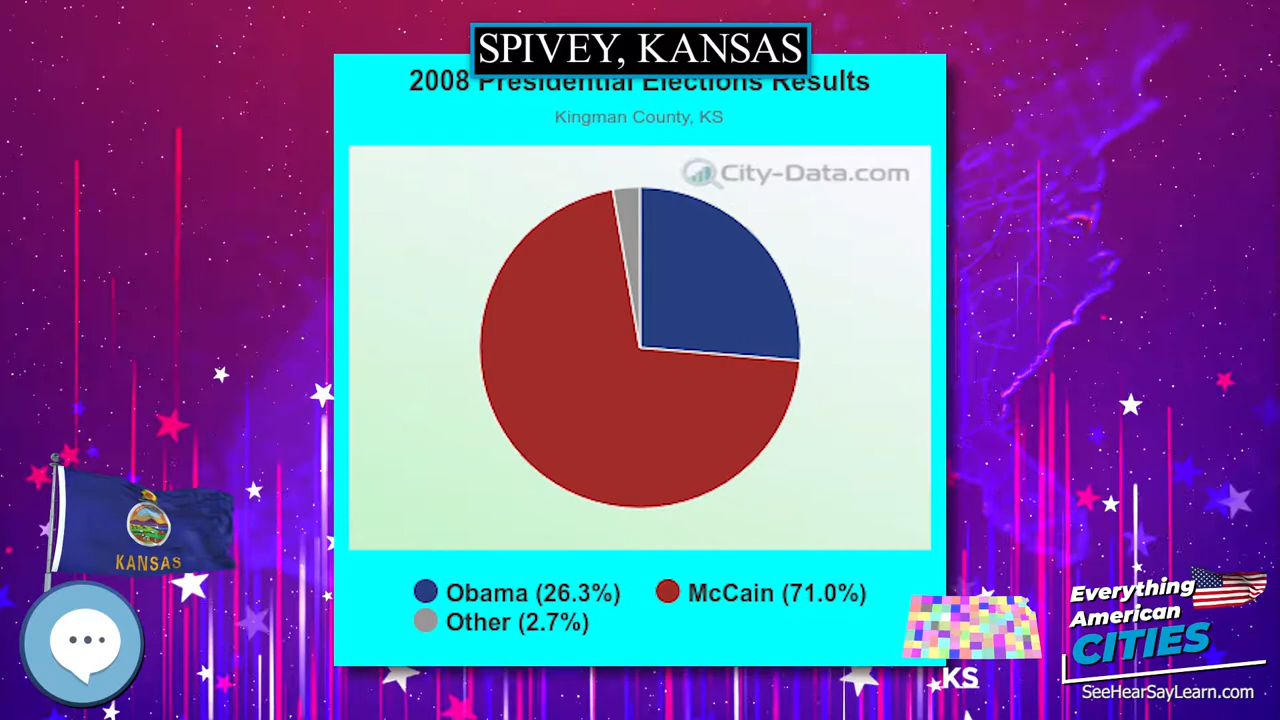 SPIVEY, KANSAS
2008 Presidential Elections Results
Kingman County, KS
City-Data.com
Obama (26.3%) McCain (71.0%)
Other (2.7%)
KANSAS
KS
Everything
American
CITIES
SeeHearSayLearn.com